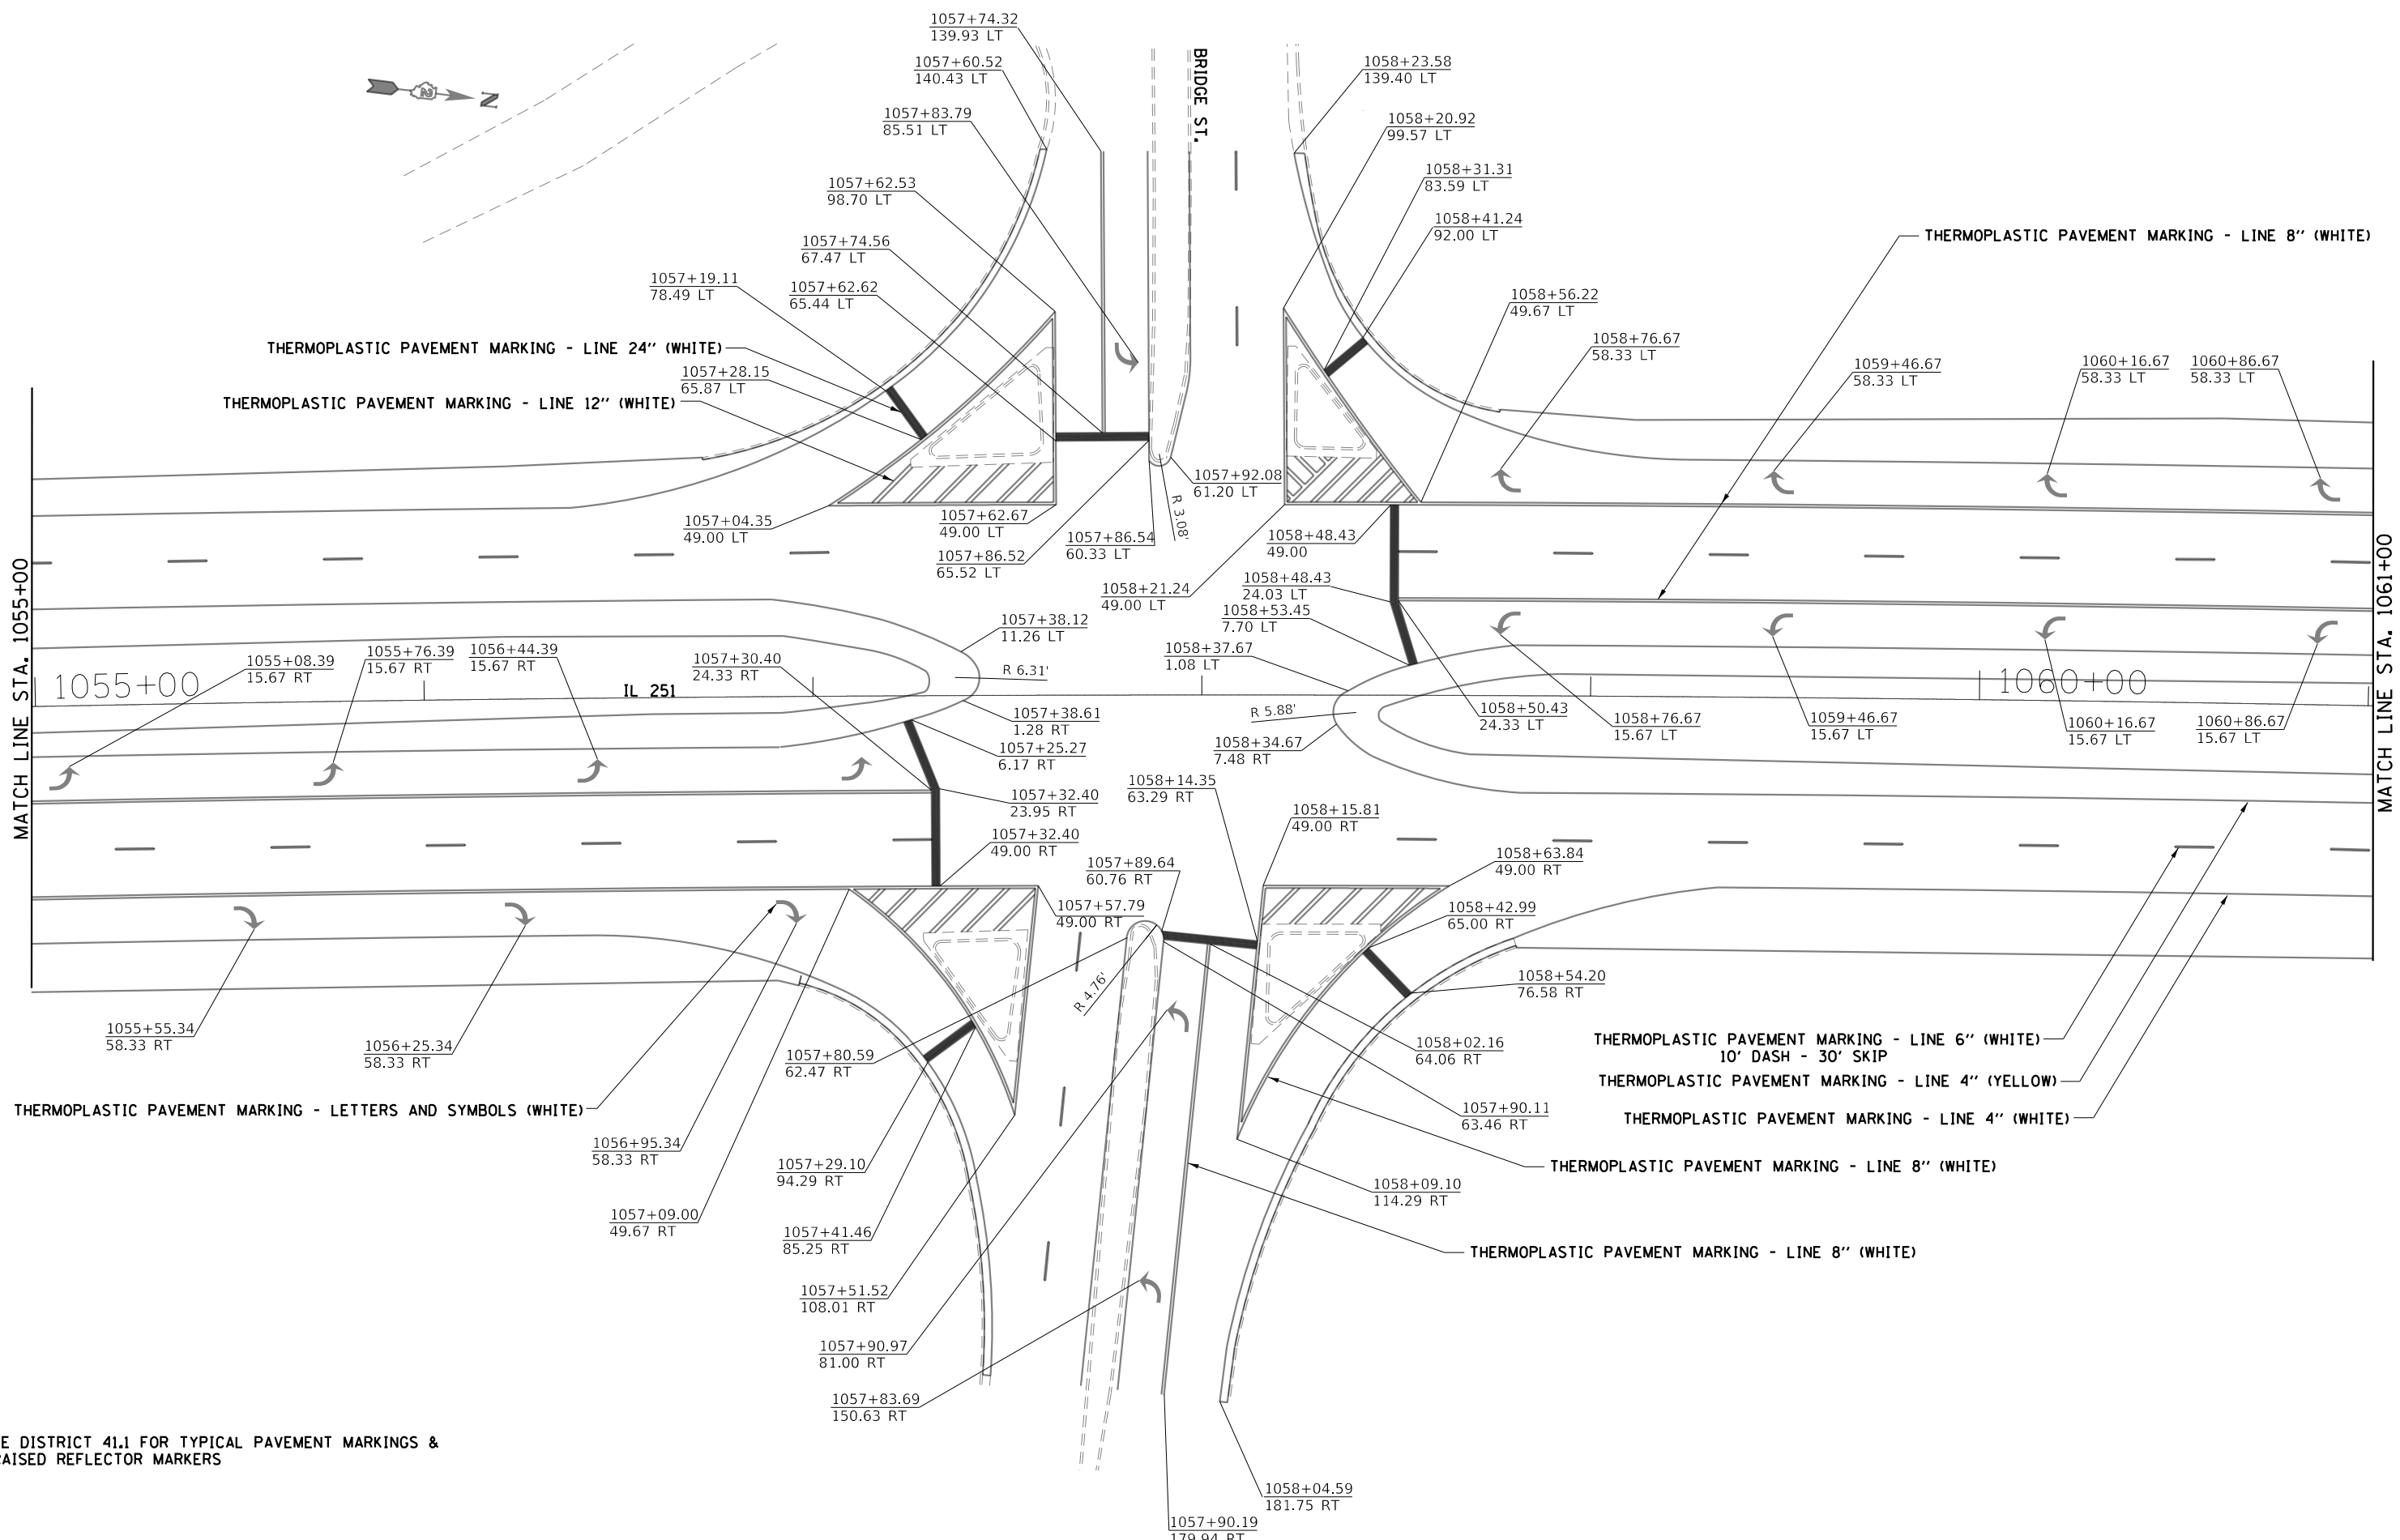 1057+74.32
139.93 LT
1057+60.52
140.43 LT
1057+83.79
85.51 LT
1057+62.53
98.70 LT
1057+74.56
67.47 LT
1057+62.62
65.44 LT
1057+19.11
78.49 LT
THERMOPLASTIC PAVEMENT MARKING - LINE 24'' (WHITE)
1057+28.15
65.87 LT
THERMOPLASTIC PAVEMENT MARKING - LINE 12'' (WHITE)
N
BRIDGE ST.
1058+23.58
139.40 LT
1058+20.92
99.57 LT
1058+31.31
83.59 LT
1058+41.24
92.00 LT
THERMOPLASTIC PAVEMENT MARKING - LINE 8'' (WHITE)
1058+56.22
49.67 LT
1058+76.67
58.33 LT
1059+46.67
58.33 LT
1060+16.67
58.33 LT
1060+86.67
58.33 LT
1057+04.35
49.00 LT
1057+62.67
49.00 LT
1057+86.52
65.52 LT
1057+86.54
60.33 LT
1057+92.08
61.20 LT
R 3.08'
1058+48.43
49.00
1058+21.24
49.00 LT
1058+48.43
24.03 LT
1058+53.45
7.70 LT
1058+37.67
1.08 LT
MATCH LINE STA. 1055+00
MATCH LINE STA. 1061+00
1057+38.12
11.26 LT
R 6.31'
1055+00
1055+08.39
15.67 RT
1055+76.39
15.67 RT
1056+44.39
15.67 RT
IL 251
1057+30.40
24.33 RT
1057+38.61
1.28 RT
1057+25.27
6.17 RT
R 5.88'
1058+34.67
7.48 RT
1058+50.43
24.33 LT
1058+76.67
15.67 LT
1059+46.67
15.67 LT
1060+00
1060+16.67
15.67 LT
1060+86.67
15.67 LT
1057+32.40
23.95 RT
1057+32.40
49.00 RT
1058+14.35
63.29 RT
1058+15.81
49.00 RT
1057+89.64
60.76 RT
1058+63.84
49.00 RT
1057+57.79
49.00 RT
1058+42.99
65.00 RT
R 4.76'
1058+54.20
76.58 RT
1055+55.34
58.33 RT
1056+25.34
58.33 RT
1057+80.59
62.47 RT
1058+02.16
64.06 RT
THERMOPLASTIC PAVEMENT MARKING - LINE 6'' (WHITE)
10' DASH - 30' SKIP
THERMOPLASTIC PAVEMENT MARKING - LINE 4'' (YELLOW)
THERMOPLASTIC PAVEMENT MARKING - LINE 4'' (WHITE)
THERMOPLASTIC PAVEMENT MARKING - LETTERS AND SYMBOLS (WHITE)
1057+90.11
63.46 RT
1056+95.34
58.33 RT
1057+29.10
94.29 RT
THERMOPLASTIC PAVEMENT MARKING - LINE 8'' (WHITE)
1058+09.10
114.29 RT
1057+09.00
49.67 RT
1057+41.46
85.25 RT
THERMOPLASTIC PAVEMENT MARKING - LINE 8'' (WHITE)
1057+51.52
108.01 RT
1057+90.97
81.00 RT
1057+83.69
150.63 RT
E DISTRICT 41.1 FOR TYPICAL PAVEMENT MARKINGS &
AISED REFLECTOR MARKERS
1058+04.59
181.75 RT
1057+90.19
179.94 RT